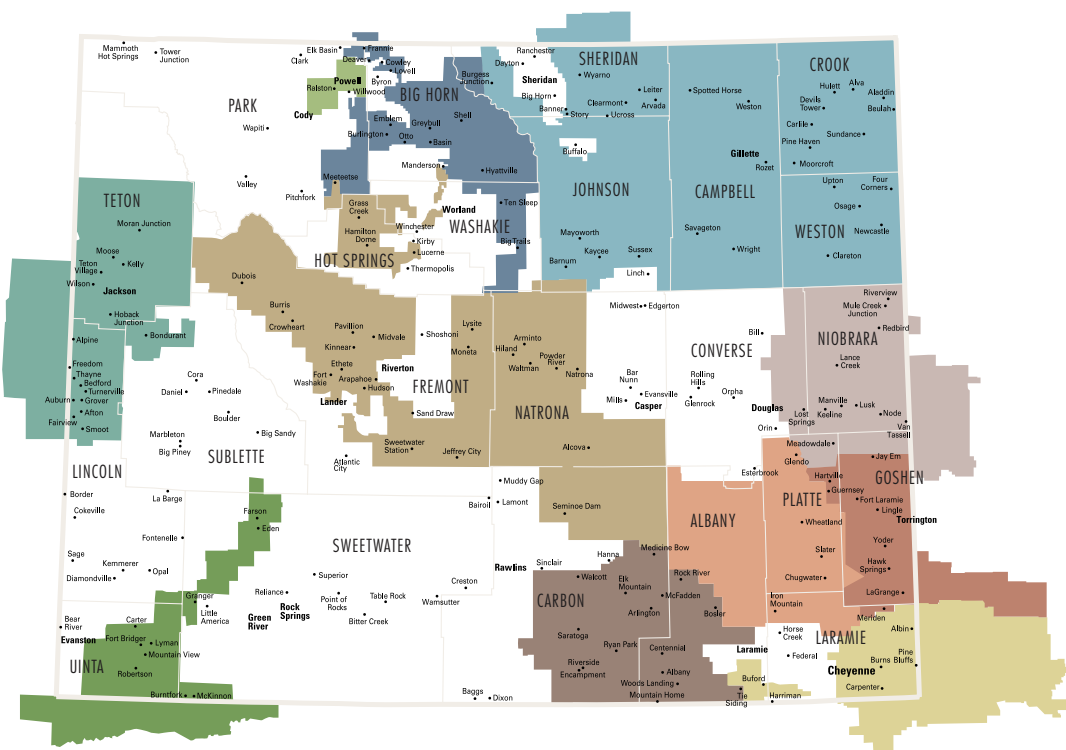 Mammoth
Hot Springs
Tower
Junction
Elk Basin
Clark
Frannie
Deaver
Cowley
Lovell
Byron
Powell
Ralston
Willwood
Cody
PARK
Wapiti
Valley
Pitchfork
Meeteetse
BIG HORN
Emblem
Burlington
Otto
Greybull
Basin
Shell
Manderson
Hyattville
Burgess
Junction
Ranchester
Dayton
Sheridan
SHERIDAN
Wyarno
Big Horn
Banner
Story
Clearmont
Ucross
Leiter
Arvada
Spotted Horse
Weston
CROOK
Hulett
Alva
Aladdin
Devils
Tower
Beulah
Carlile
Sundance
Pine Haven
Moorcroft
Buffalo
Gillette
Rozet
JOHNSON
CAMPBELL
Upton
Four
Corners
Osage
WESTON
Newcastle
Clareton
Mayoworth
Kaycee
Sussex
Barnum
Linch
Savageton
Wright
TETON
Moran Junction
Moose
Teton
Village
Kelly
Wilson
Jackson
Hoback
Junction
Bondurant
Grass
Creek
Hamilton
Dome
HOT SPRINGS
Worland
Winchester
WASHAKIE
Kirby
Lucerne
Thermopolis
Ten Sleep
Big Trails
Dubois
Burris
Crowheart
Pavillion
Midvale
Kinnear
Ethete
Fort
Washakie
Arapahoe
Hudson
Riverton
Lander
Shoshoni
Lysite
Moneta
FREMONT
Sand Draw
Sweetwater
Station
Jeffrey City
Atlantic
City
Arminto
Hiland
Waltman
Powder
River
Natrona
NATRONA
Alcova
Midwest
Edgerton
Bar
Nunn
Mills
Evansville
Casper
CONVERSE
Bill
Rolling
Hills
Glenrock
Orpha
Douglas
Orin
Esterbrook
Riverview
Mule Creek
Junction
Redbird
NIOBRARA
Lance
Creek
Manville
Lusk
Lost
Springs
Keeline
Node
Van
Tassell
Alpine
Freedom
Thayne
Bedford
Turnerville
Auburn
Grover
Afton
Fairview
Smoot
Cora
Daniel
Pinedale
Boulder
Marbleton
Big Piney
Big Sandy
SUBLETTE
LINCOLN
Border
Cokeville
La Barge
Fontenelle
Sage
Kemmerer
Diamondville
Opal
Farson
Eden
SWEETWATER
Superior
Reliance
Rock
Springs
Green
River
Point of
Rocks
Table Rock
Bitter Creek
Granger
Little
America
Creston
Wamsutter
Bear
River
Evanston
Carter
Fort Bridger
Lyman
Mountain View
Robertson
UINTA
Burntfork
McKinnon
Muddy Gap
Bairoil
Lamont
Seminoe Dam
Rawlins
Sinclair
Hanna
Medicine Bow
Walcott
Elk
Mountain
CARBON
Arlington
McFadden
Saratoga
Ryan Park
Riverside
Encampment
Baggs
Dixon
Rock River
Bosler
ALBANY
Centennial
Albany
Woods Landing
Mountain Home
Laramie
Tie
Siding
Meadowdale
Glendo
Hartville
Guernsey
PLATTE
Wheatland
Slater
Chugwater
Iron
Mountain
Jay Em
GOSHEN
Fort Laramie
Lingle
Torrington
Yoder
Hawk
Springs
LaGrange
Horse
Creek
Federal
LARAMIE
Meriden
Albin
Pine
Bluffs
Burns
Cheyenne
Carpenter
Buford
Harriman